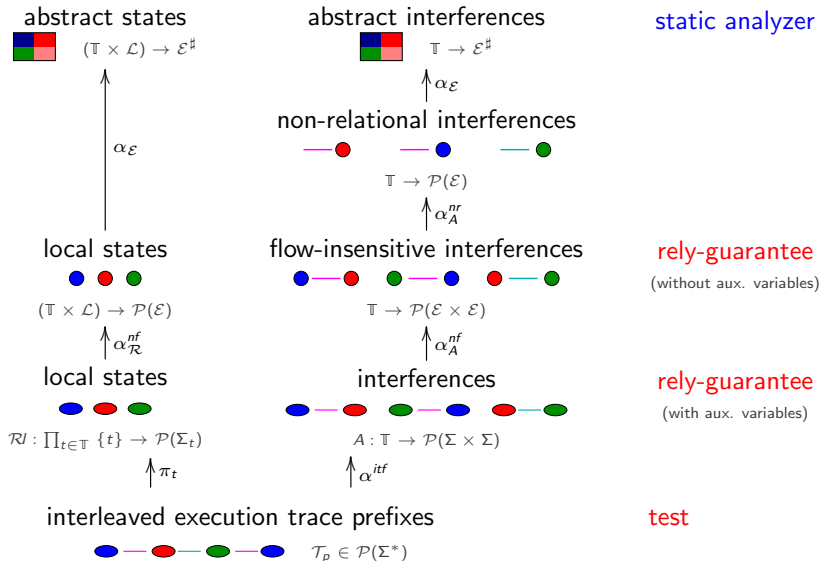 abstract states abstract interferences static analyzer
(𝕋 × ℒ) → ℰ♯ 𝕋 → ℰ♯
α_ℰ
non-relational interferences
α_ℰ
𝕋 → 𝒫(ℰ)
α_A^nr
local states flow-insensitive interferences rely-guarantee
(without aux. variables)
(𝕋 × ℒ) → 𝒫(ℰ) 𝕋 → 𝒫(ℰ × ℰ)
α_ℛ^nf α_A^nf
local states interferences rely-guarantee
(with aux. variables)
ℛl : ∏_{t∈𝕋} {t} → 𝒫(Σ_t) A : 𝕋 → 𝒫(Σ × Σ)
π_t α^itf
interleaved execution trace prefixes test
𝒯_p ∈ 𝒫(Σ*)